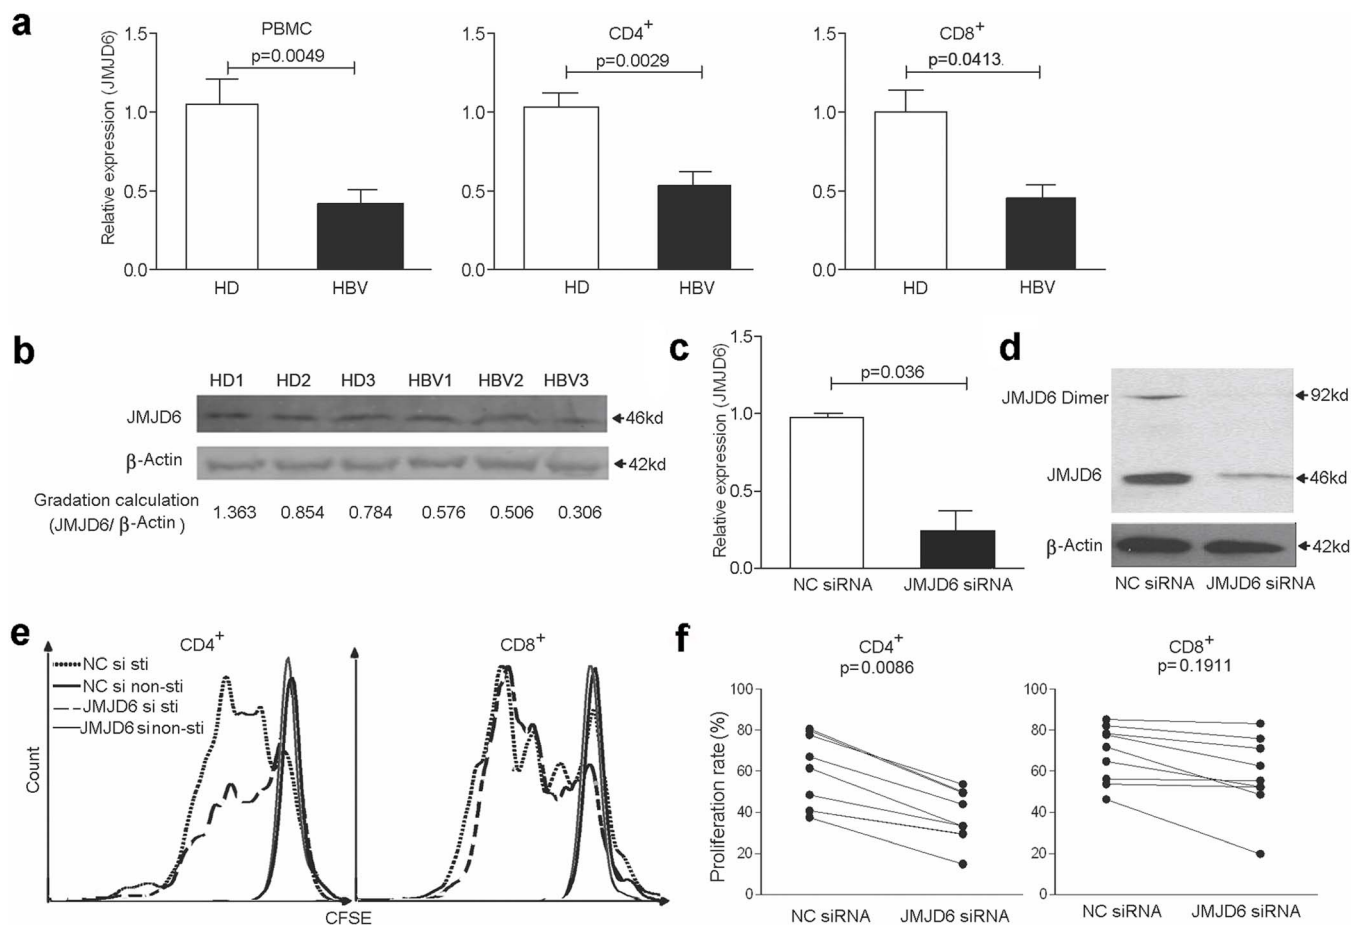 a
PBMC
CD4+
CD8+
p=0.0049
p=0.0029
p=0.0413.
Relative expression (JMJD6)
1.5
1.0
0.5
0.0
HD
HBV
1.5
1.0
0.5
0.0
HD
HBV
1.5
1.0
0.5
0.0
HD
HBV
b
HD1 HD2 HD3 HBV1 HBV2 HBV3
JMJD6
46kd
β-Actin
42kd
Gradation calculation
(JMJD6/ β-Actin )
1.363 0.854 0.784 0.576 0.506 0.306
c
Relative expression (JMJD6)
1.5
1.0
0.5
0.0
p=0.036
NC siRNA
JMJD6 siRNA
d
JMJD6 Dimer
92kd
JMJD6
46kd
β-Actin
42kd
NC siRNA
JMJD6 siRNA
e
CD4+
CD8+
NC si sti
NC si non-sti
JMJD6 si sti
JMJD6 si non-sti
Count
CFSE
f
CD4+
p=0.0086
CD8+
p=0.1911
Proliferation rate (%)
100
80
60
40
20
0
NC siRNA
JMJD6 siRNA
100
80
60
40
20
0
NC siRNA
JMJD6 siRNA